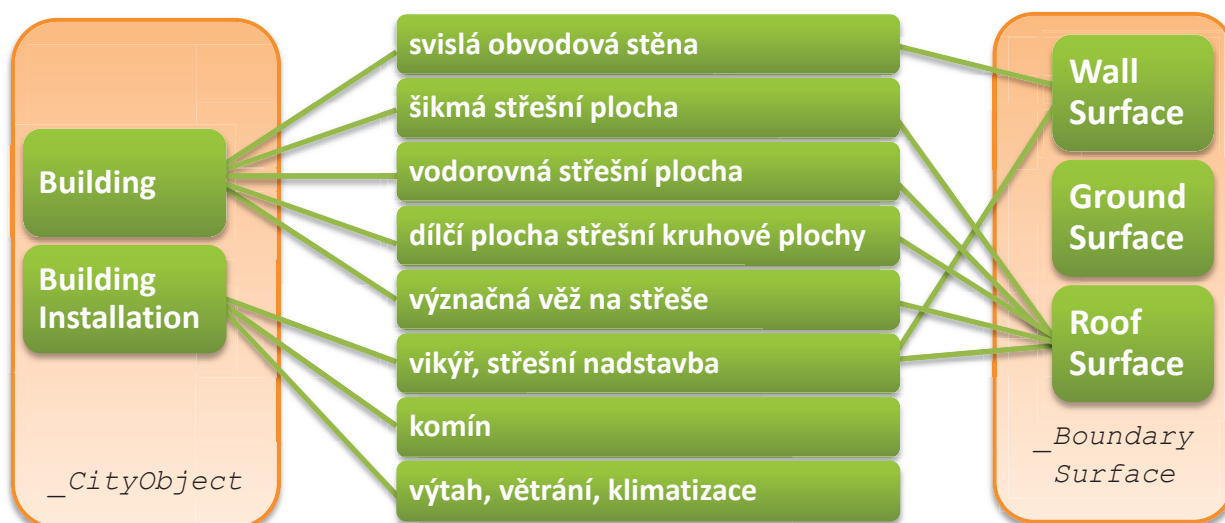 Building
Building
Installation
_CityObject
svislá obvodová stěna
šikmá střešní plocha
vodorovná střešní plocha
dílčí plocha střešní kruhové plochy
význačná věž na střeše
vikýř, střešní nadstavba
komín
výtah, větrání, klimatizace
Wall
Surface
Ground
Surface
Roof
Surface
_Boundary
Surface